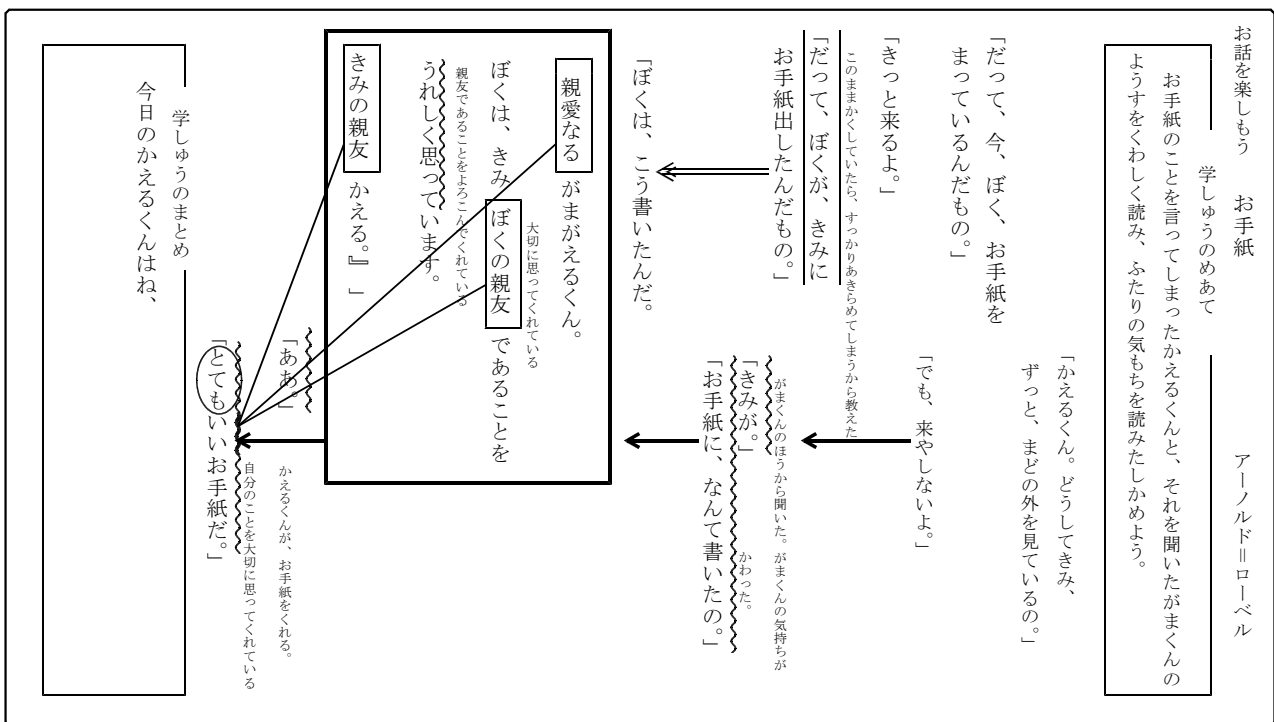 お話を楽しもう　　お手紙　　　　　　　アーノルド＝ローベル
学しゅうのめあて
お手紙のことを言ってしまったかえるくんと、それを聞いたがまくんの
ようすをくわしく読み、ふたりの気もちを読みたしかめよう。
「かえるくん。どうしてきみ、
ずっと、まどの外を見ているの。」
「だって、今、ぼく、お手紙を
まっているんだもの。」
「でも、来やしないよ。」
「きっと来るよ。」
このままかくしていたら、すっかりあきらめてしまうから教えた
「だって、ぼくが、きみに
お手紙出したんだもの。」
がまくんのほうから聞いた。がまくんの気持ちが
かわった。
「きみが。」
「お手紙に、なんて書いたの。」
「ぼくは、こう書いたんだ。
親愛なる　がまがえるくん。
大切に思ってくれている
ぼくは、きみ　ぼくの親友　であることを
親友であることをよろこんでくれている
うれしく思っています。
きみの親友　かえる。』　」
かえるくんが、お手紙をくれる。
「ああ。」
自分のことを大切に思ってくれている
「とてもいいお手紙だ。」
学しゅうのまとめ
今日のかえるくんはね、